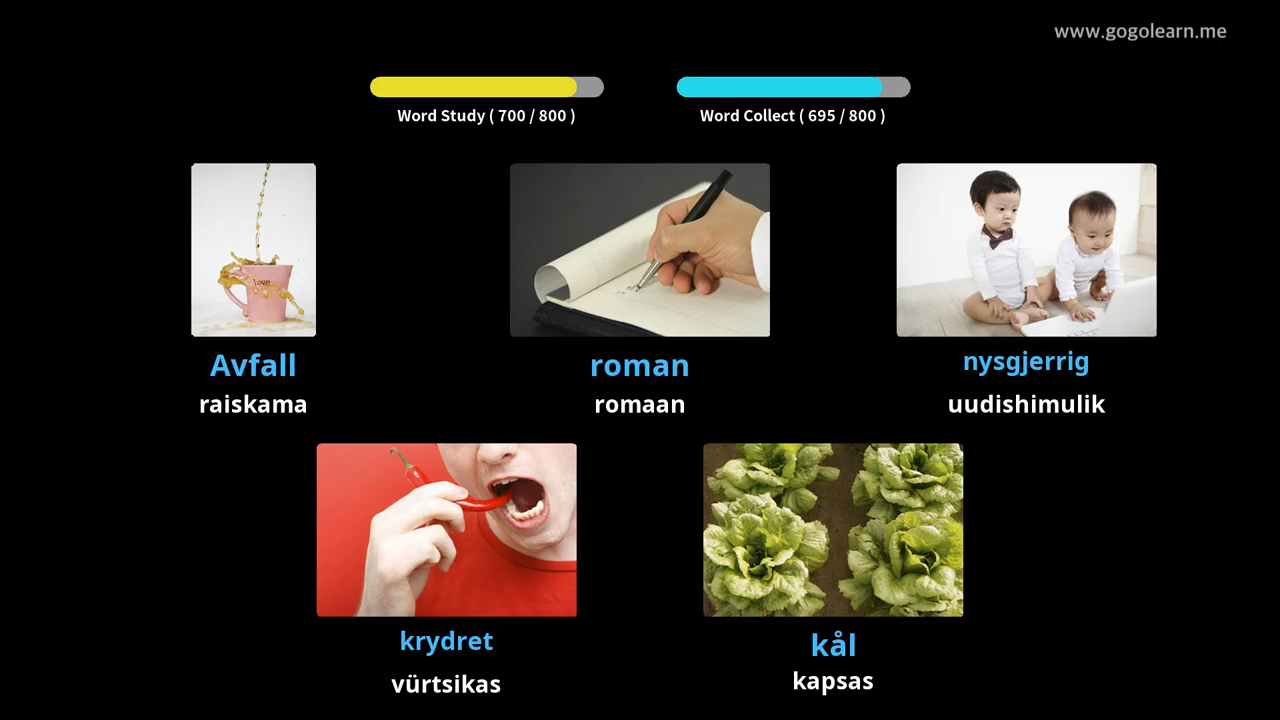 www.gogolearn.me
Word Study ( 700 / 800 )
Word Collect ( 695 / 800 )
love
Avfall
roman
nysgjerrig
raiskama
romaan
uudishimulik
krydret
kål
vürtsikas
kapsas